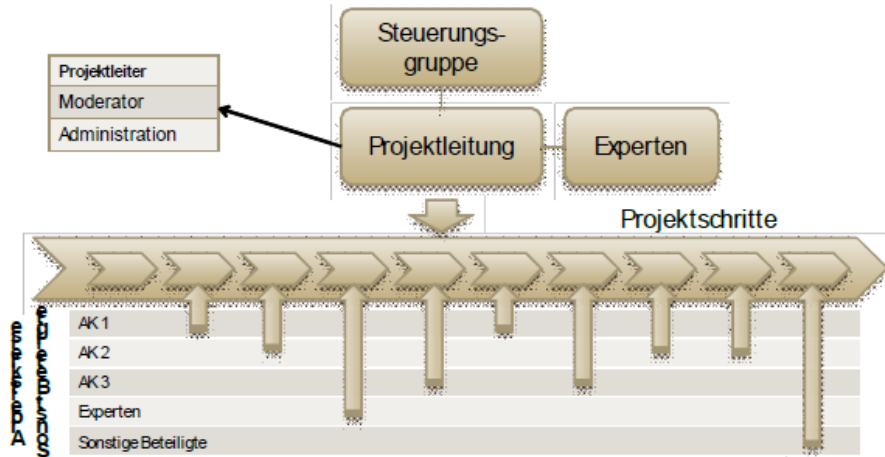 Steuerungs-
gruppe
Projektleiter
Moderator
Administration
Projektleitung
Experten
Projektschritte
AK 1
AK 2
AK 3
Experten
Sonstige Beteiligte